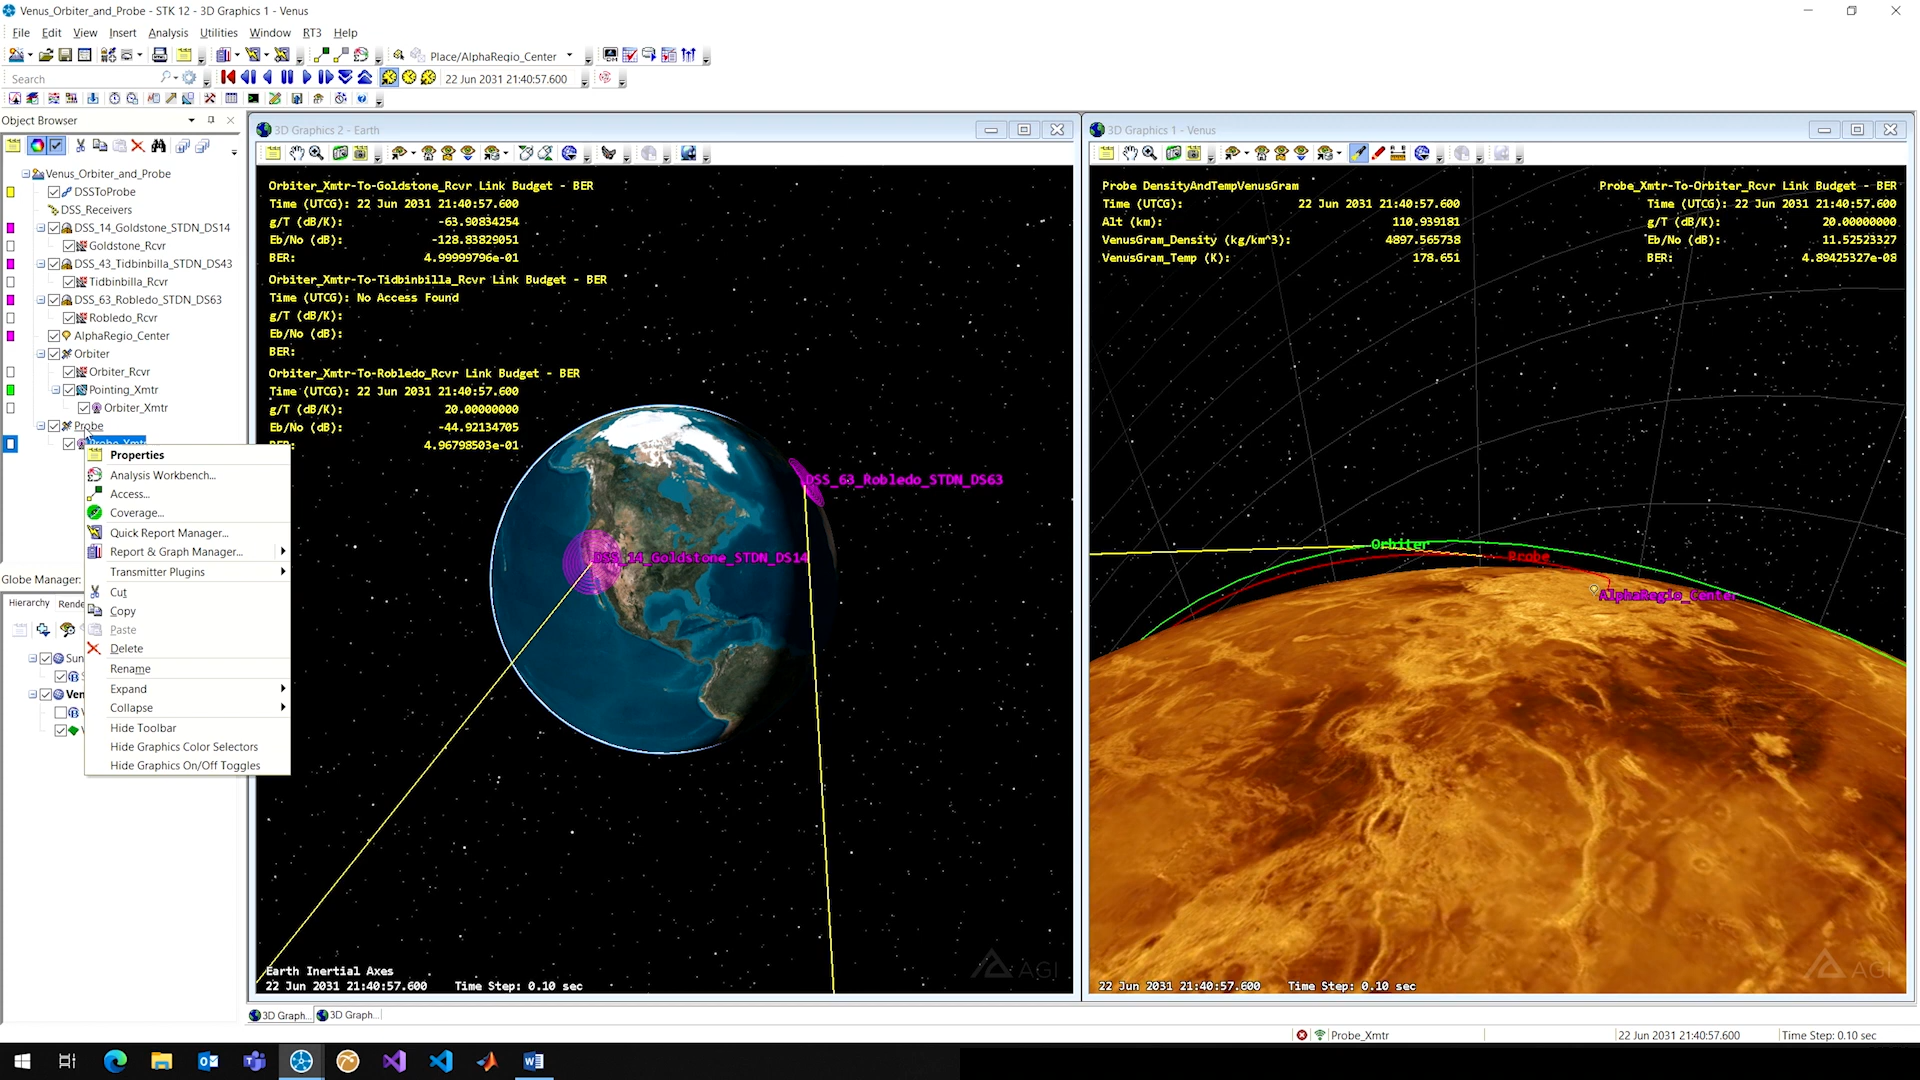 Venus_Orbiter_and_Probe - STK 12 - 3D Graphics 1 - Venus
File Edit View Insert Analysis Utilities Window RT3 Help
Place/AlphaRegio_Center
Search
22 Jun 2031 21:40:57.600
Object Browser
Venus_Orbiter_and_Probe
DSSToProbe
DSS_Receivers
DSS_14_Goldstone_STDN_DS14
Goldstone_Rcvr
DSS_43_Tidbinbilla_STDN_DS43
Tidbinbilla_Rcvr
DSS_63_Robledo_STDN_DS63
Robledo_Rcvr
AlphaRegio_Center
Orbiter
Orbiter_Rcvr
Pointing_Xmtr
Orbiter_Xmtr
Probe
Probe_Xmtr
Properties
Analysis Workbench...
Access...
Coverage...
Quick Report Manager...
Report & Graph Manager...
Transmitter Plugins
Cut
Copy
Paste
Delete
Rename
Expand
Collapse
Hide Toolbar
Hide Graphics Color Selectors
Hide Graphics On/Off Toggles
Globe Manager:
Hierarchy Rende
Sun
Ven
3D Graphics 2 - Earth
Orbiter_Xmtr-To-Goldstone_Rcvr Link Budget - BER
Time (UTCG): 22 Jun 2031 21:40:57.600
g/T (dB/K): -63.90834254
Eb/No (dB): -128.83829051
BER: 4.99999796e-01
Orbiter_Xmtr-To-Tidbinbilla_Rcvr Link Budget - BER
Time (UTCG): No Access Found
g/T (dB/K):
Eb/No (dB):
BER:
Orbiter_Xmtr-To-Robledo_Rcvr Link Budget - BER
Time (UTCG): 22 Jun 2031 21:40:57.600
g/T (dB/K): 20.00000000
Eb/No (dB): -44.92134705
BER: 4.96798503e-01
DSS_63_Robledo_STDN_DS63
DSS_14_Goldstone_STDN_DS14
AGI
Earth Inertial Axes
22 Jun 2031 21:40:57.600 Time Step: 0.10 sec
3D Graphics 1 - Venus
Probe DensityAndTempVenusGram
Time (UTCG): 22 Jun 2031 21:40:57.600
Alt (km): 110.939181
VenusGram_Density (kg/km^3): 4897.565738
VenusGram_Temp (K): 178.651
Probe_Xmtr-To-Orbiter_Rcvr Link Budget - BER
Time (UTCG): 22 Jun 2031 21:40:57.600
g/T (dB/K): 20.00000000
Eb/No (dB): 11.52523327
BER: 4.89425327e-08
Orbiter
Probe
AlphaRegio_Center
AGI
22 Jun 2031 21:40:57.600 Time Step: 0.10 sec
3D Graph...
3D Graph...
Probe_Xmtr
22 Jun 2031 21:40:57.600
Time Step: 0.10 sec